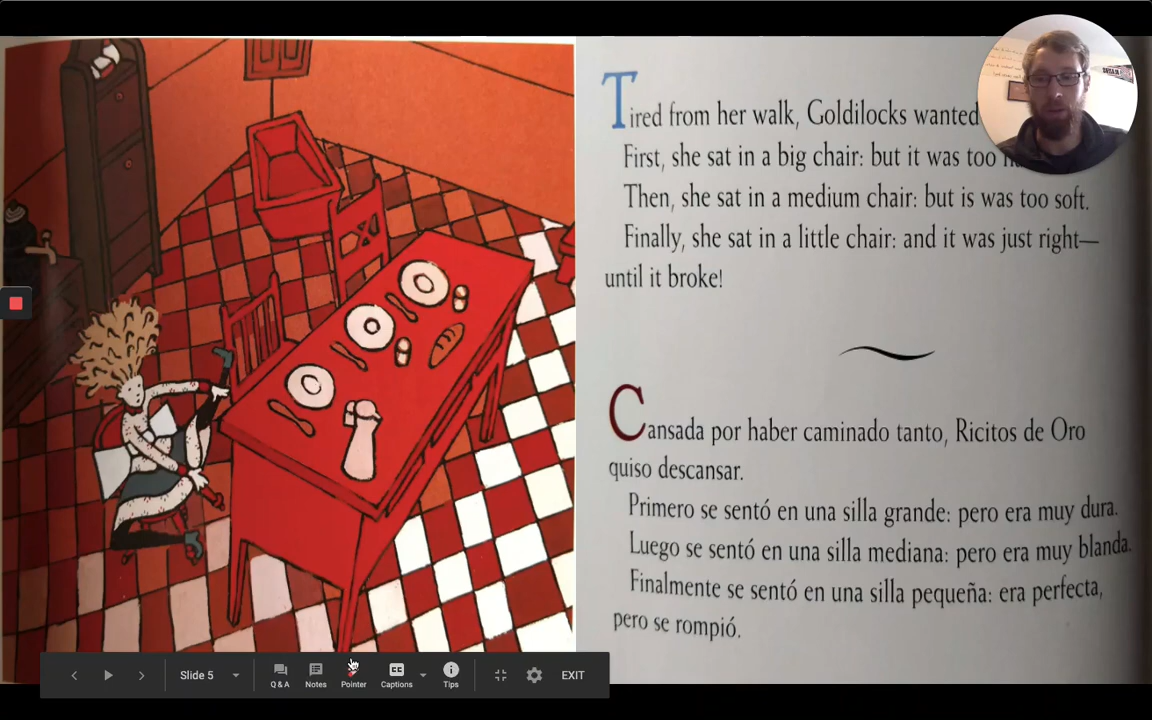 Tired from her walk, Goldilocks wanted
First, she sat in a big chair: but it was too
Then, she sat in a medium chair: but is was too soft.
Finally, she sat in a little chair: and it was just right—
until it broke!
Cansada por haber caminado tanto, Ricitos de Oro
quiso descansar.
Primero se sentó en una silla grande: pero era muy dura.
Luego se sentó en una silla mediana: pero era muy blanda.
Finalmente se sentó en una silla pequeña: era perfecta,
pero se rompió.
Slide 5
Q & A
Notes
Pointer
CC
Captions
Tips
EXIT